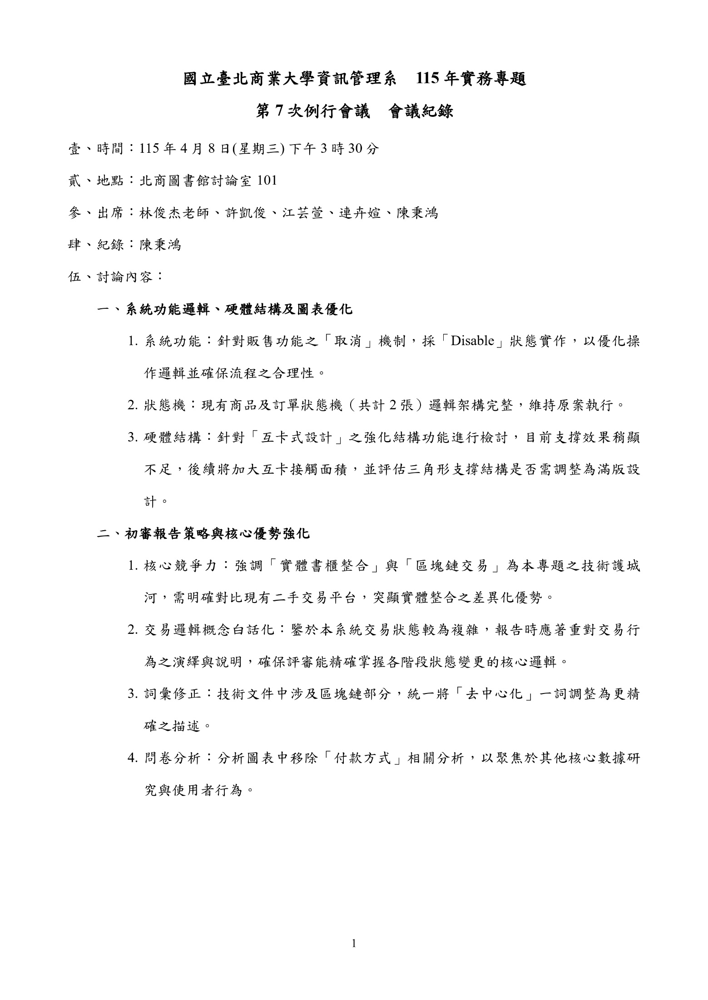 國立臺北商業大學資訊管理系　115 年實務專題
第 7 次例行會議　會議紀錄
壹、時間：115 年 4 月 8 日(星期三) 下午 3 時 30 分
貳、地點：北商圖書館討論室 101
參、出席：林俊杰老師、許凱俊、江芸萱、連卉媗、陳秉鴻
肆、紀錄：陳秉鴻
伍、討論內容：
一、系統功能邏輯、硬體結構及圖表優化
1. 系統功能：針對販售功能之「取消」機制，採「Disable」狀態實作，以優化操
作邏輯並確保流程之合理性。
2. 狀態機：現有商品及訂單狀態機（共計 2 張）邏輯架構完整，維持原案執行。
3. 硬體結構：針對「互卡式設計」之強化結構功能進行檢討，目前支撐效果稍顯
不足，後續將加大互卡接觸面積，並評估三角形支撐結構是否需調整為滿版設
計。
二、初審報告策略與核心優勢強化
1. 核心競爭力：強調「實體書櫃整合」與「區塊鏈交易」為本專題之技術護城
河，需明確對比現有二手交易平台，突顯實體整合之差異化優勢。
2. 交易邏輯概念白話化：鑒於本系統交易狀態較為複雜，報告時應著重對交易行
為之演繹與說明，確保評審能精確掌握各階段狀態變更的核心邏輯。
3. 詞彙修正：技術文件中涉及區塊鏈部分，統一將「去中心化」一詞調整為更精
確之描述。
4. 問卷分析：分析圖表中移除「付款方式」相關分析，以聚焦於其他核心數據研
究與使用者行為。
1